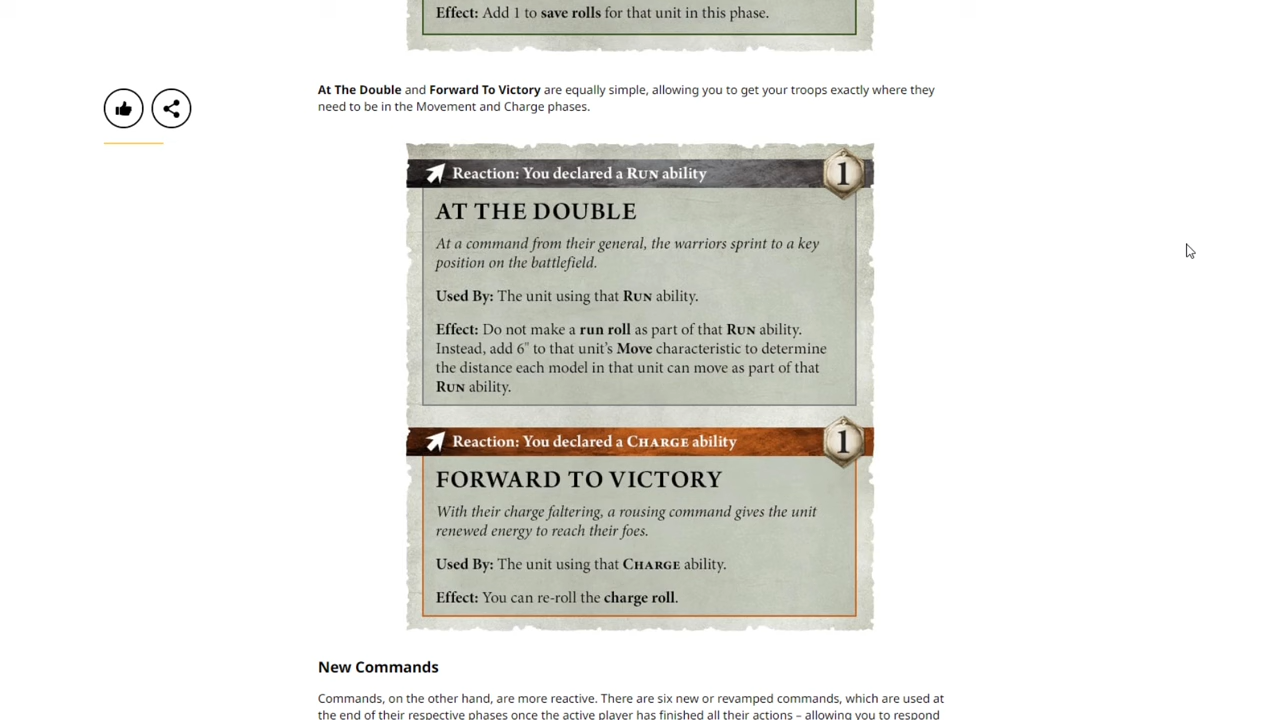 Effect: Add 1 to save rolls for that unit in this phase.
At The Double and Forward To Victory are equally simple, allowing you to get your troops exactly where they
need to be in the Movement and Charge phases.
Reaction: You declared a RUN ability
1
AT THE DOUBLE
At a command from their general, the warriors sprint to a key
position on the battlefield.
Used By: The unit using that RUN ability.
Effect: Do not make a run roll as part of that RUN ability.
Instead, add 6" to that unit's Move characteristic to determine
the distance each model in that unit can move as part of that
RUN ability.
Reaction: You declared a CHARGE ability
1
FORWARD TO VICTORY
With their charge faltering, a rousing command gives the unit
renewed energy to reach their foes.
Used By: The unit using that CHARGE ability.
Effect: You can re-roll the charge roll.
New Commands
Commands, on the other hand, are more reactive. There are six new or revamped commands, which are used at
the end of their respective phases once the active player has finished all their actions – allowing you to respond